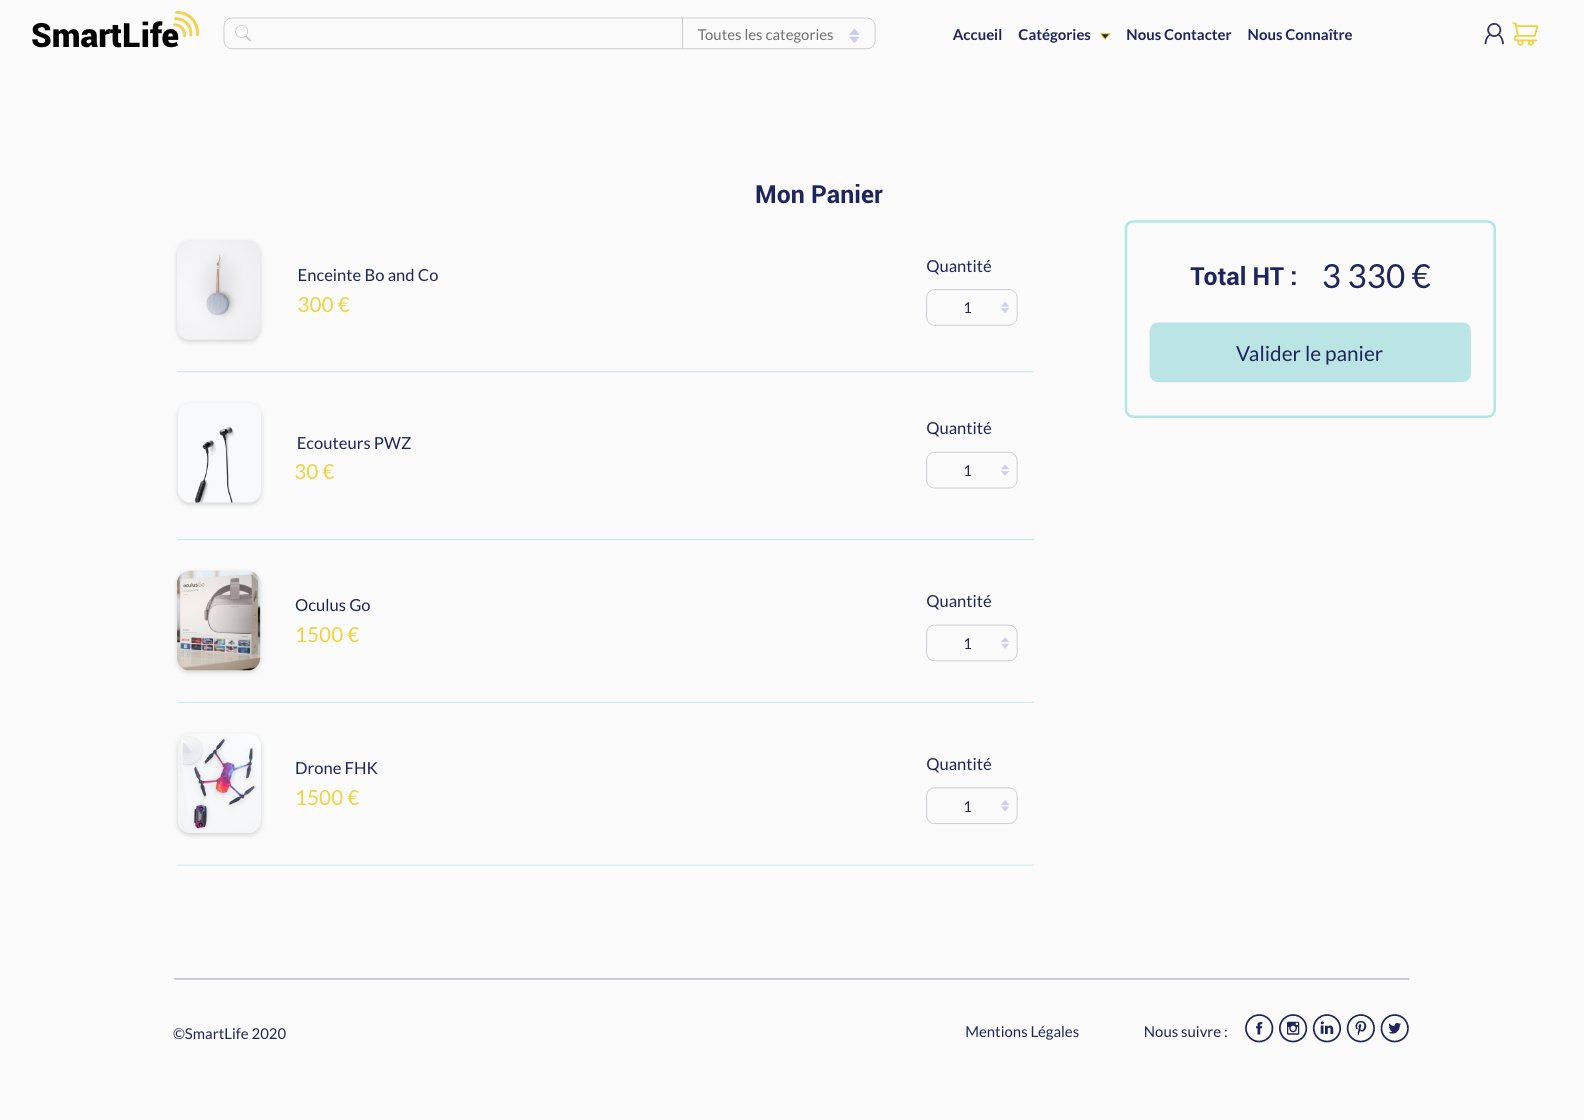 SmartLife
Toutes les categories
Accueil
Catégories
Nous Contacter
Nous Connaître
Mon Panier
Enceinte Bo and Co
300 €
Quantité
1
Total HT : 3 330 €
Valider le panier
Ecouteurs PWZ
30 €
Quantité
1
oculus
Oculus Go
1500 €
Quantité
1
Drone FHK
1500 €
Quantité
1
©SmartLife 2020
Mentions Légales
Nous suivre :